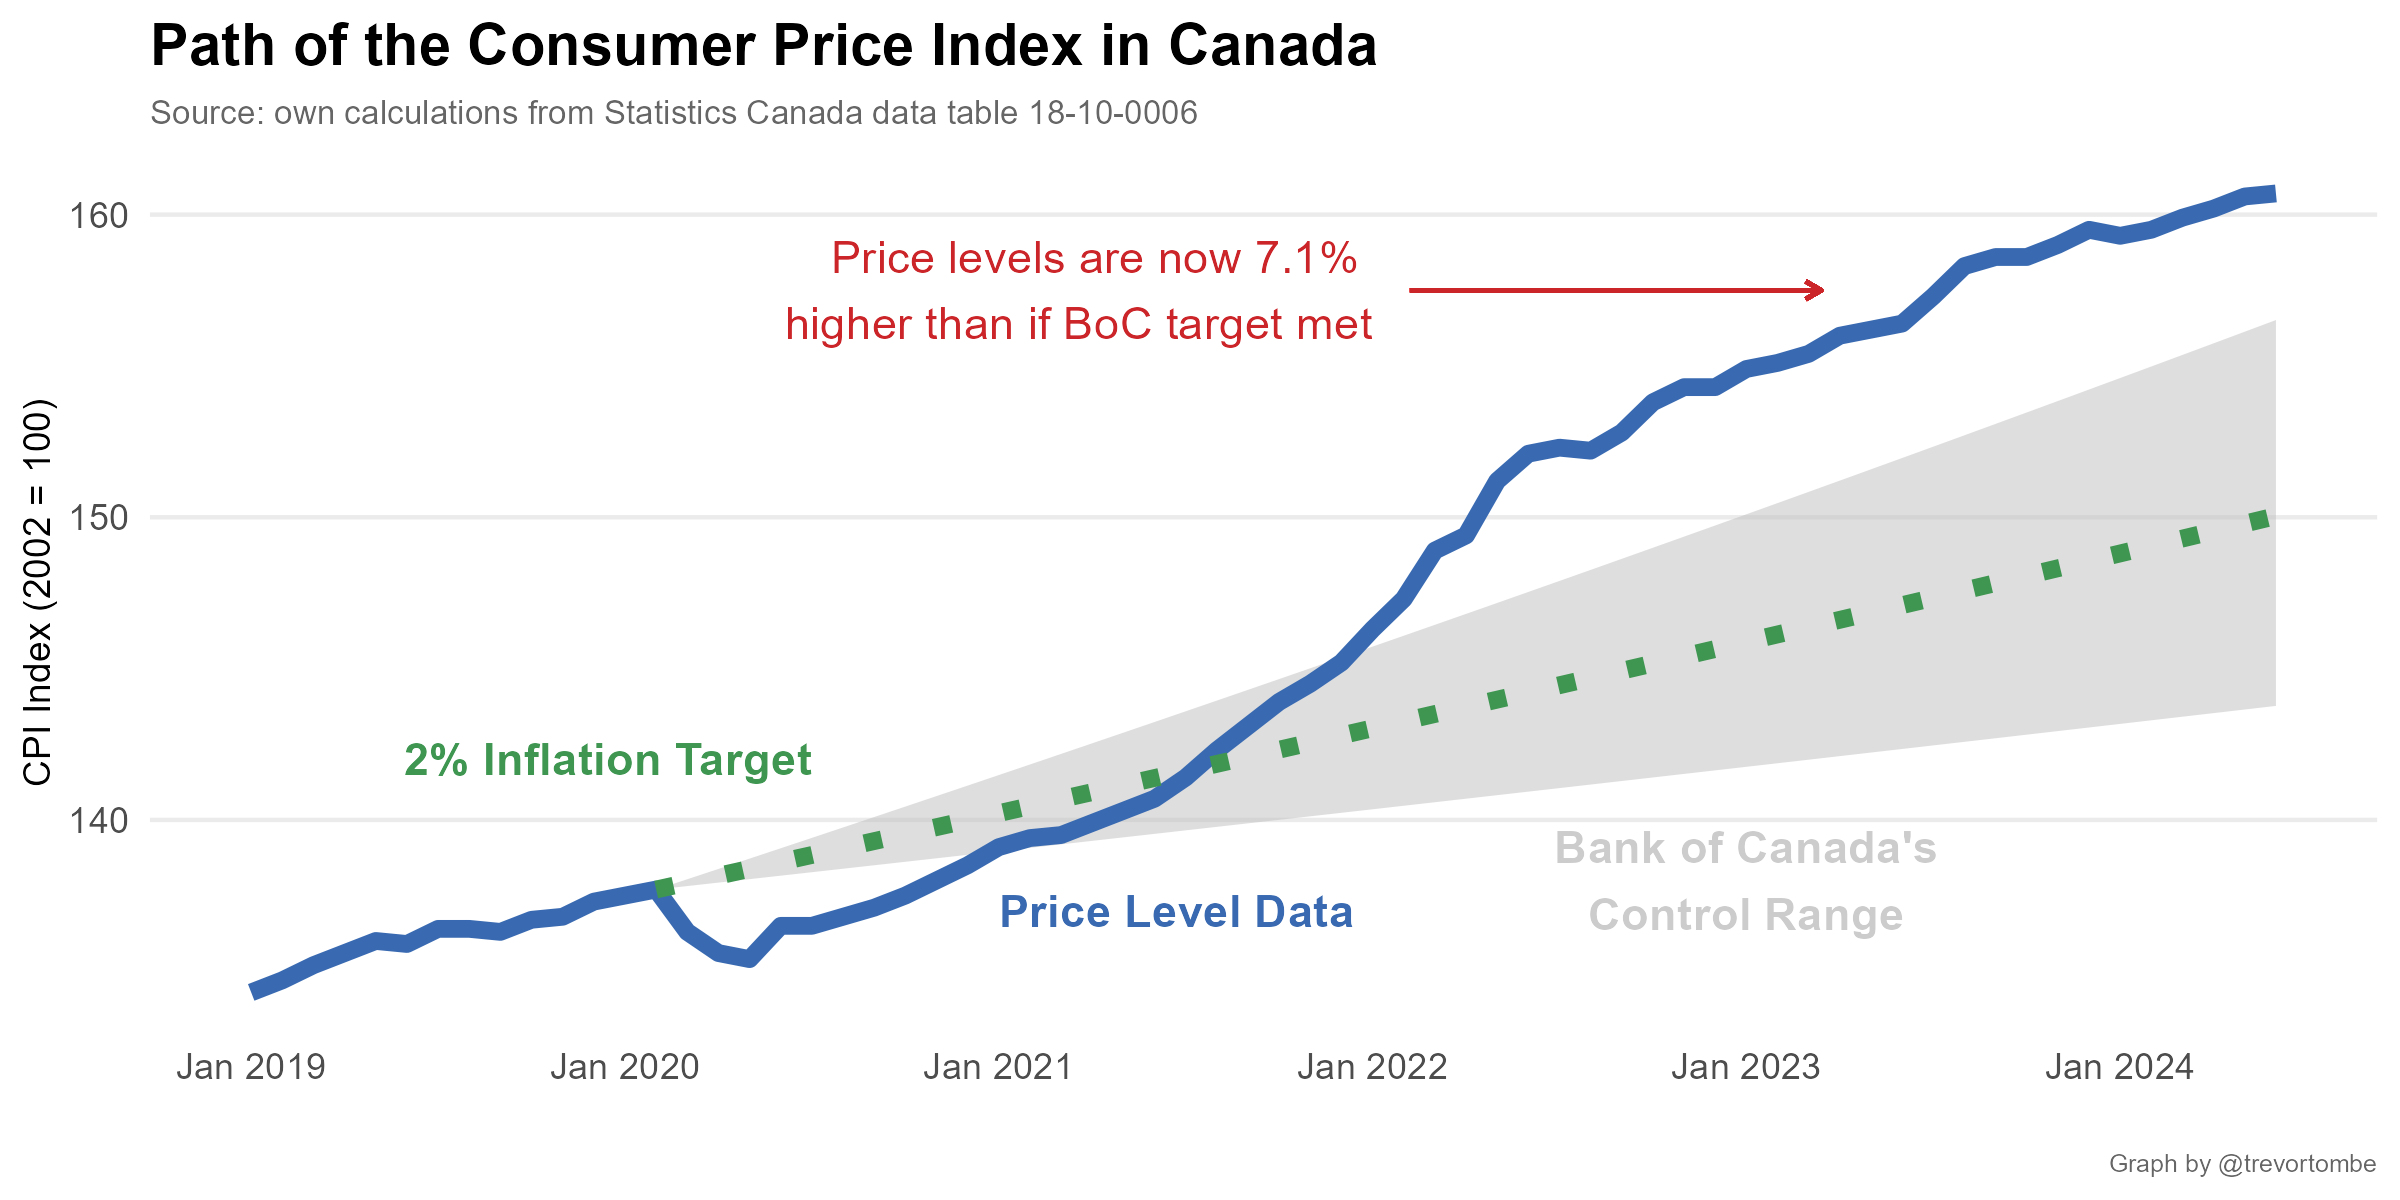 Path of the Consumer Price Index in Canada
Source: own calculations from Statistics Canada data table 18-10-0006
CPI Index (2002 = 100)
160
150
140
Price levels are now 7.1%
higher than if BoC target met
2% Inflation Target
Price Level Data
Bank of Canada's
Control Range
Jan 2019
Jan 2020
Jan 2021
Jan 2022
Jan 2023
Jan 2024
Graph by @trevortombe